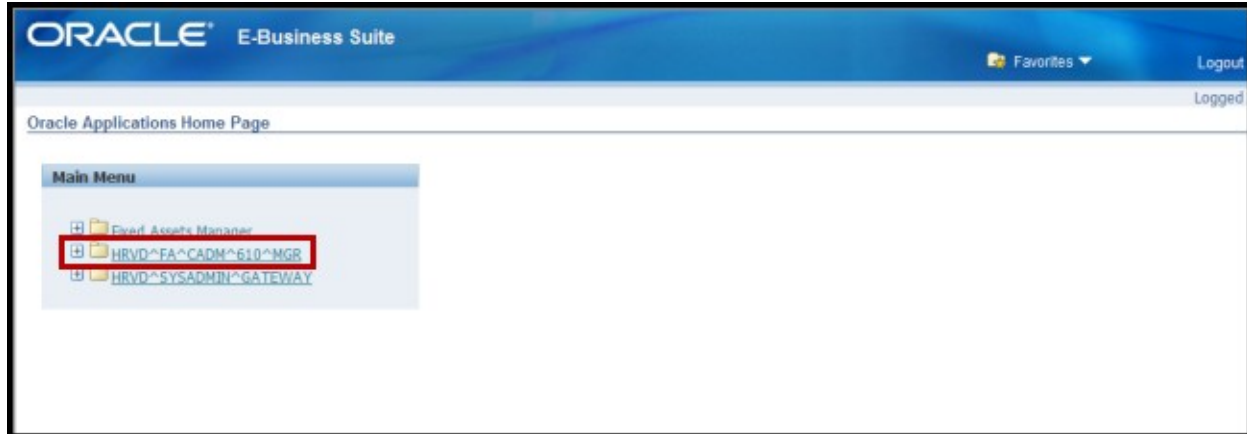 ORACLE® E-Business Suite
Favorites Logout
Logged
Oracle Applications Home Page
Main Menu
Fixed Assets Manager
HRVD^FA^CADM^610^MGR
HRVD^SYSADMIN^GATEWAY